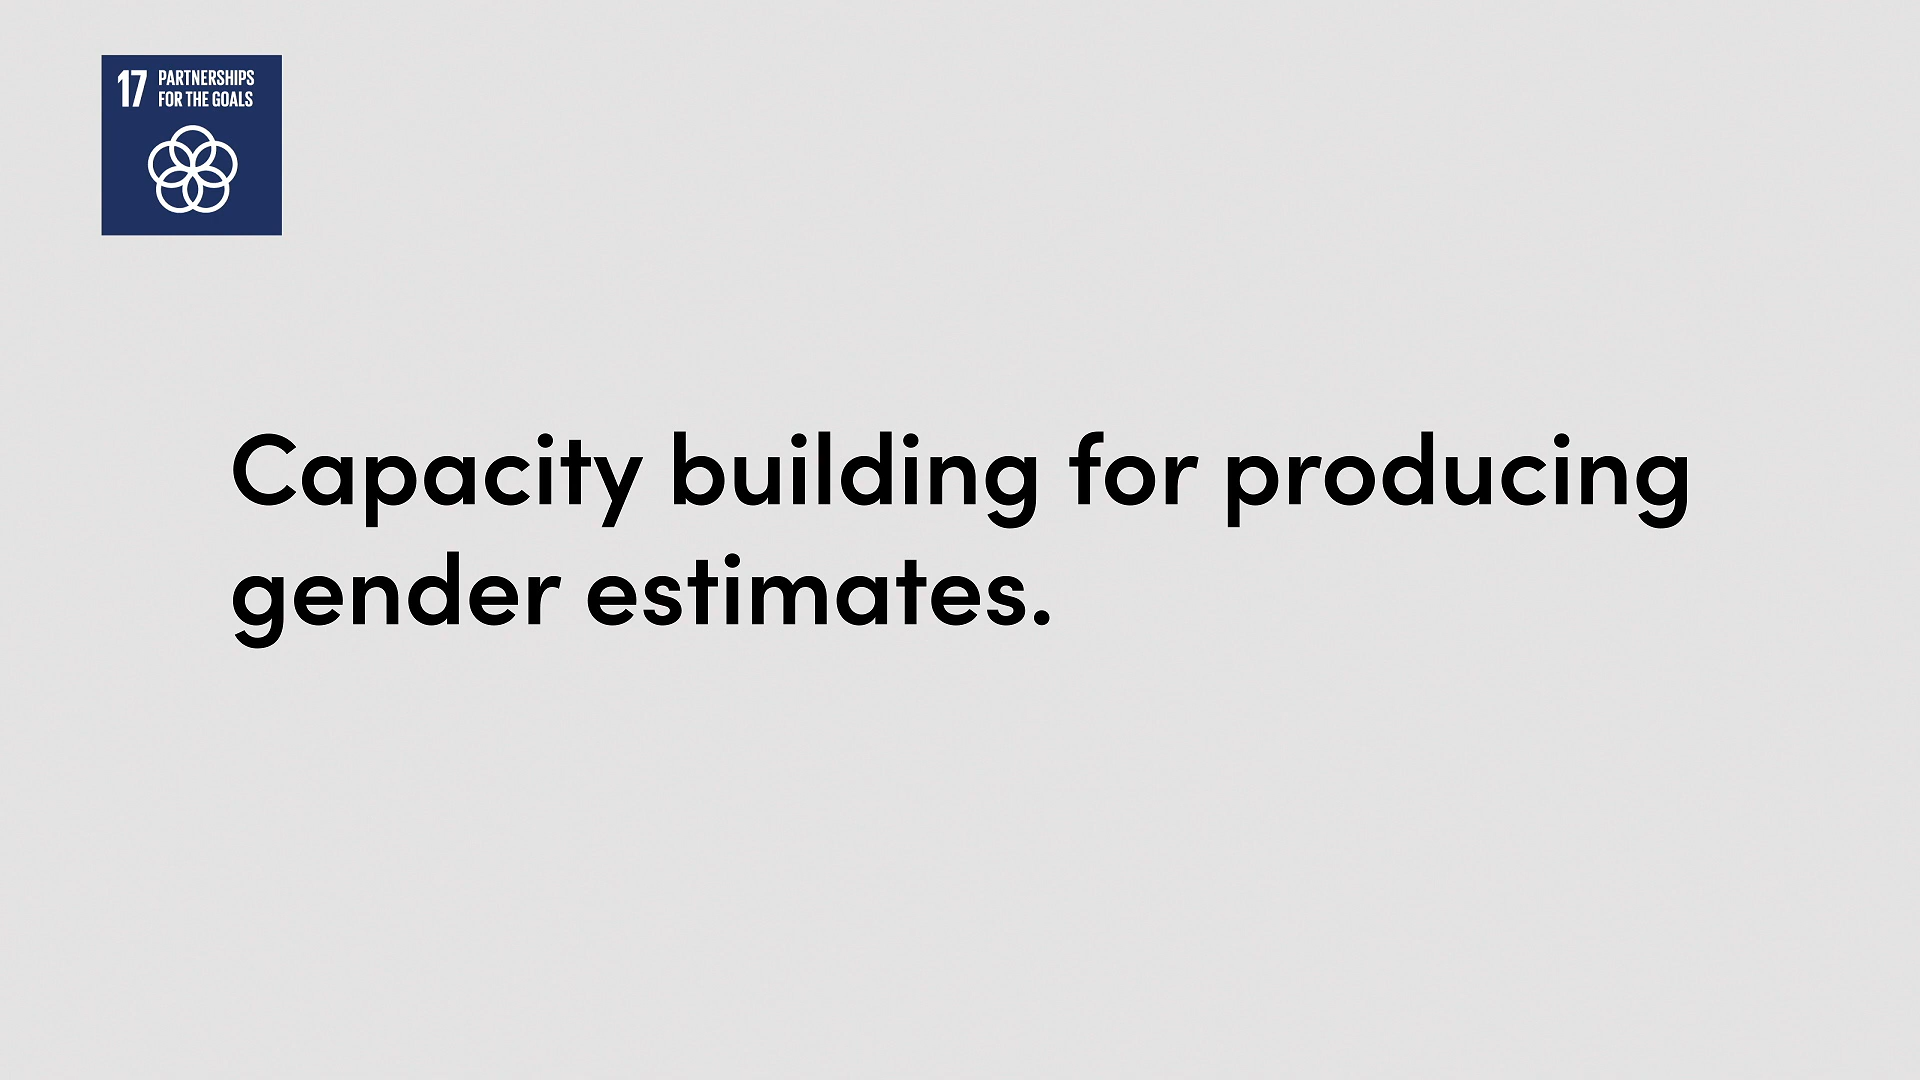 17 PARTNERSHIPS
FOR THE GOALS
Capacity building for producing
gender estimates.